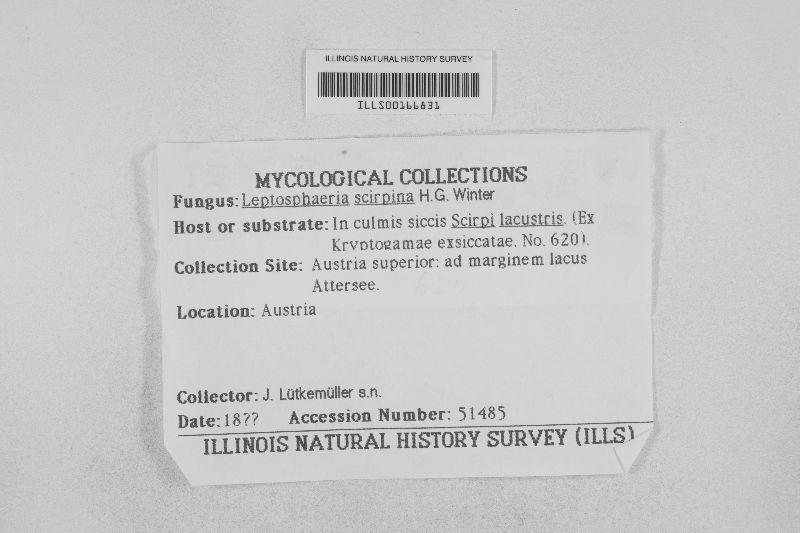 ILLINOIS NATURAL HISTORY SURVEY
ILLS00166831
MYCOLOGICAL COLLECTIONS
Fungus: Leptosphaeria scirpina H.G. Winter
Host or substrate: In culmis siccis Scirpi lacustris. (Ex
Kryptogamae exsiccatae. No. 620).
Collection Site: Austria superior: ad marginem lacus
Attersee.
Location: Austria
Collector: J. Lütkemüller s.n.
Date: 18?? Accession Number: 51485
ILLINOIS NATURAL HISTORY SURVEY (ILLS)